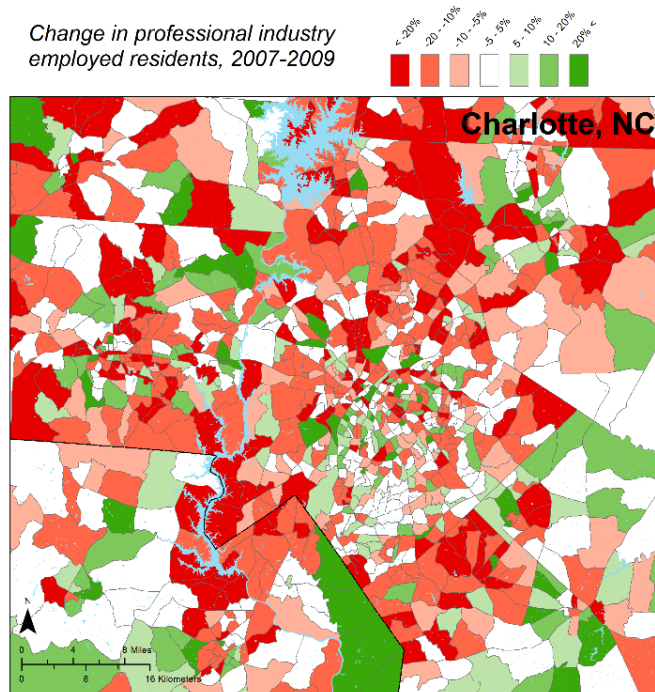 Change in professional industry
employed residents, 2007-2009
< -20%
-20 - -10%
-10 - -5%
-5 - 5%
5 - 10%
10 - 20%
20% <
Charlotte, NC
N
0 4 8 Miles
0 8 16 Kilometers